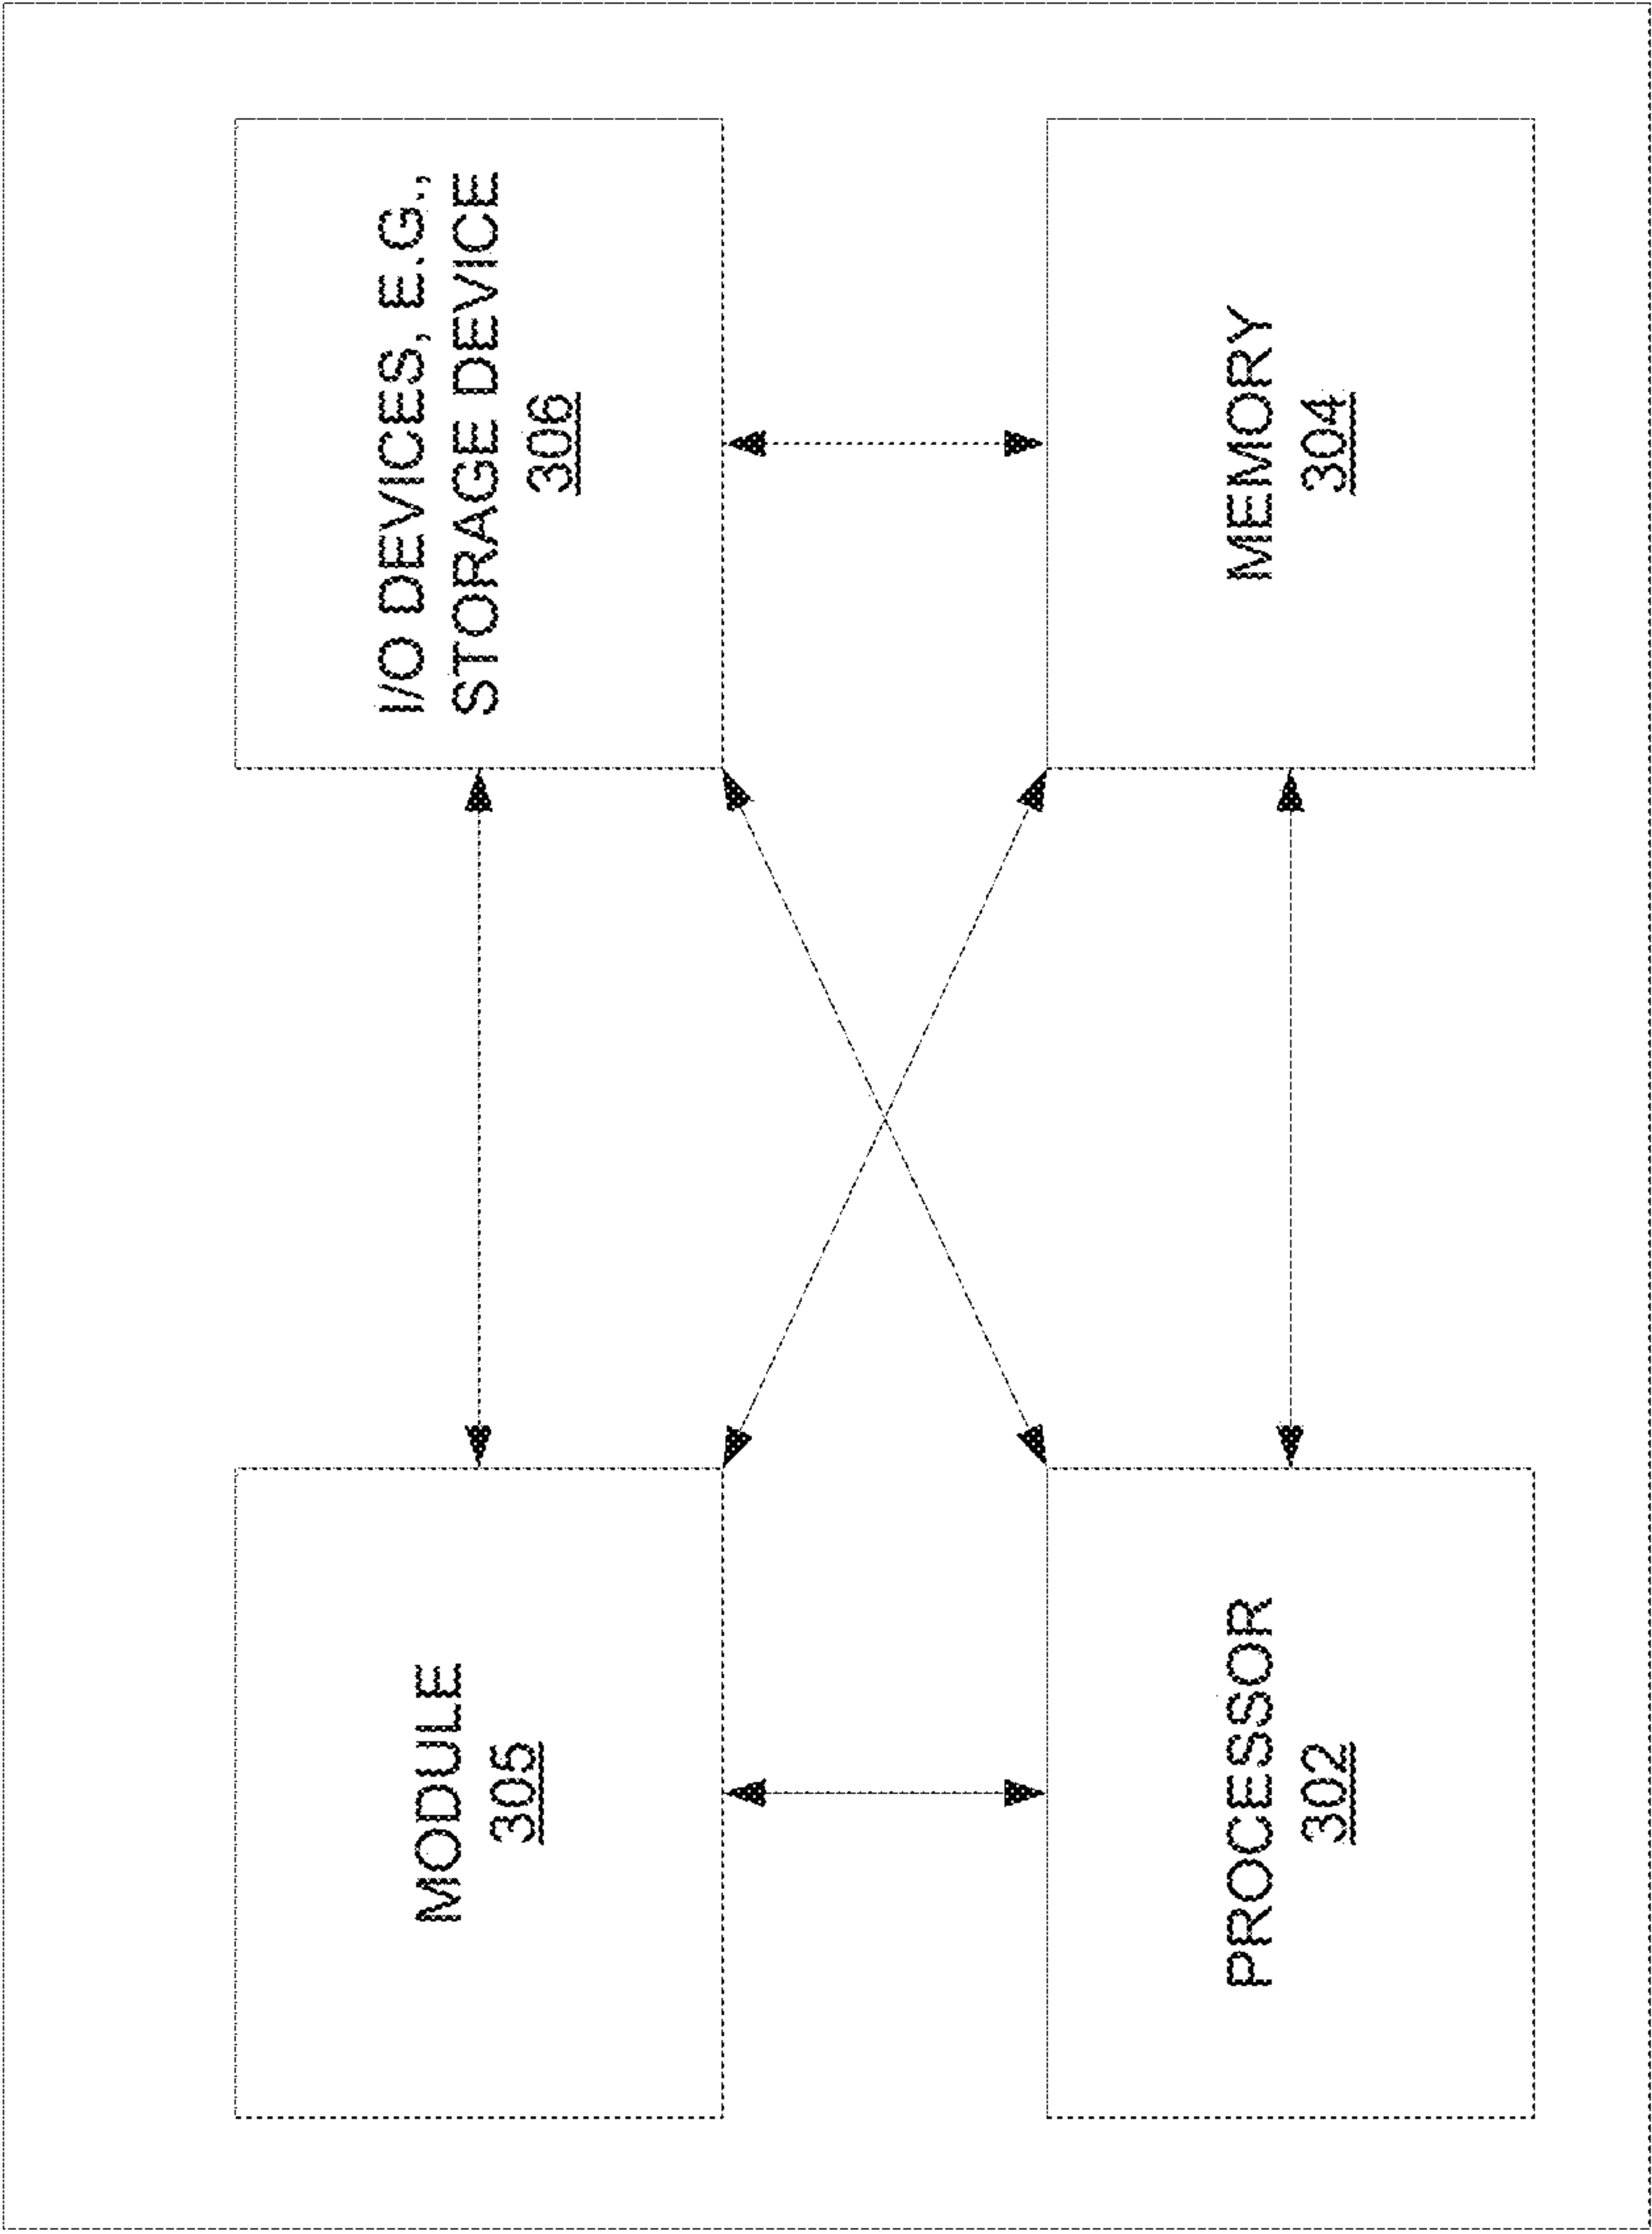 MODULE
305
I/O DEVICES, E.G.,
STORAGE DEVICE
306
PROCESSOR
302
MEMORY
304